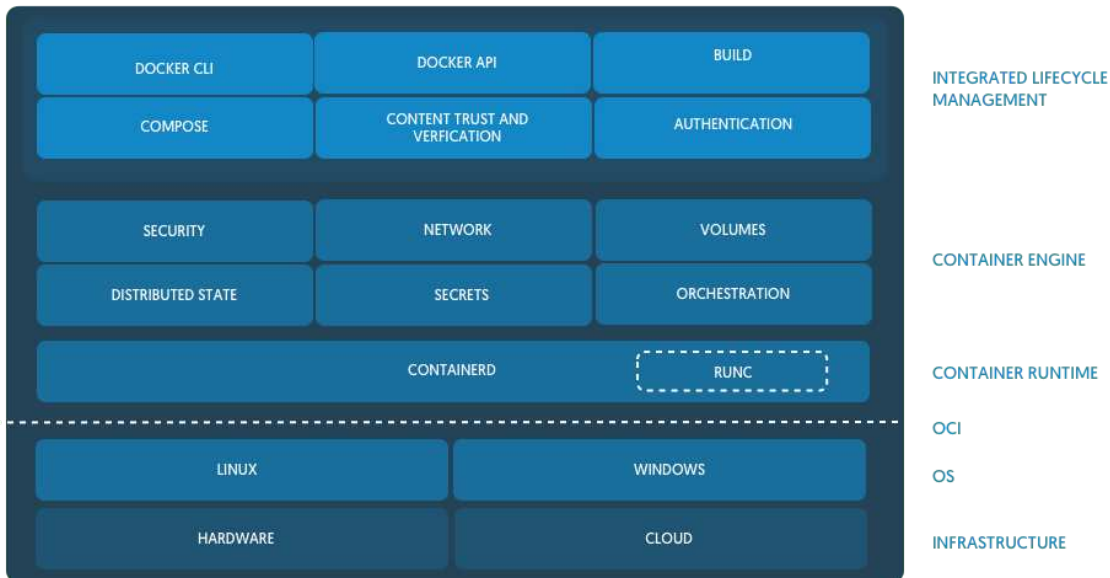 DOCKER CLI
DOCKER API
BUILD
INTEGRATED LIFECYCLE
MANAGEMENT
COMPOSE
CONTENT TRUST AND
VERFICATION
AUTHENTICATION
SECURITY
NETWORK
VOLUMES
CONTAINER ENGINE
DISTRIBUTED STATE
SECRETS
ORCHESTRATION
CONTAINERD
RUNC
CONTAINER RUNTIME
OCI
LINUX
WINDOWS
OS
HARDWARE
CLOUD
INFRASTRUCTURE